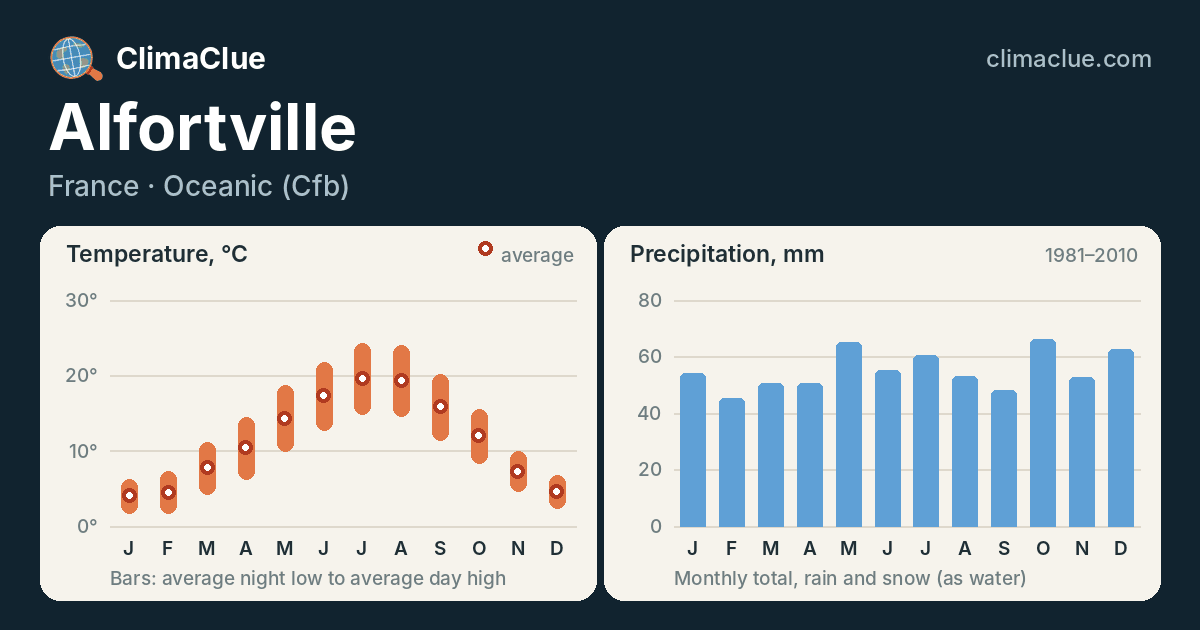 ClimaClue
climaclue.com
Alfortville
France · Oceanic (Cfb)
Temperature, °C
average
30°
20°
10°
0°
J F M A M J J A S O N D
Bars: average night low to average day high
Precipitation, mm
1981–2010
80
60
40
20
0
J F M A M J J A S O N D
Monthly total, rain and snow (as water)